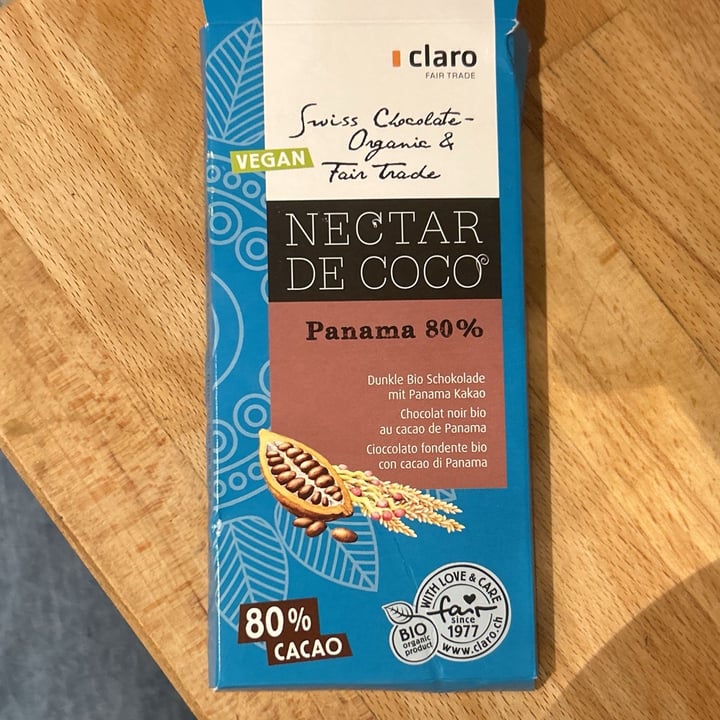 claro
FAIR TRADE
Swiss Chocolate-
Organic &
Fair Trade
VEGAN
NECTAR
DE COCO
Panama 80%
Dunkle Bio Schokolade
mit Panama Kakao
Chocolat noir bio
au cacao de Panama
Cioccolato fondente bio
con cacao di Panama
80%
CACAO
BIO
organic
product
WITH LOVE & CARE
fair
since
1977
www.claro.ch